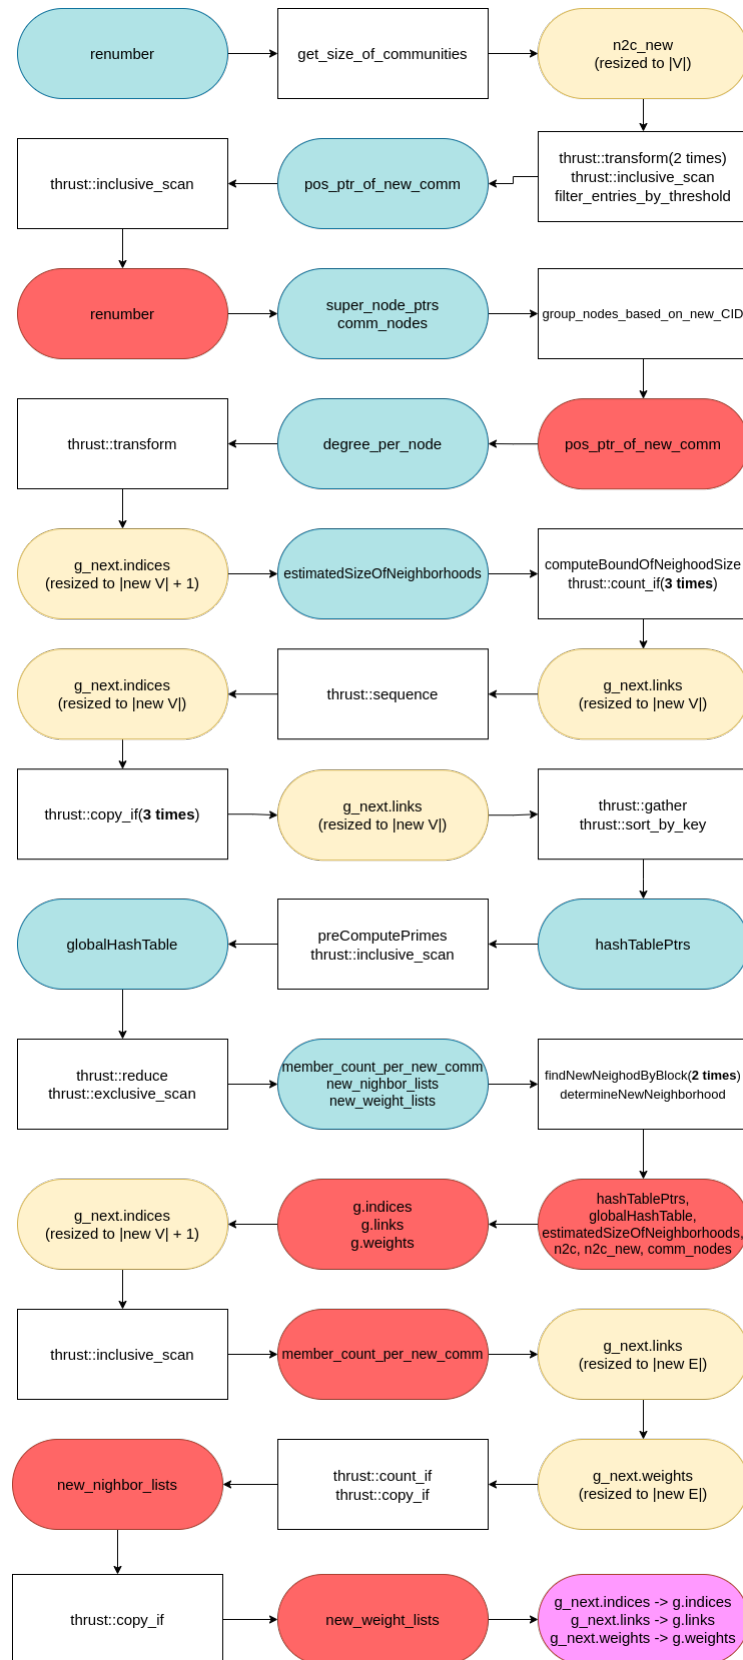 renumber
get_size_of_communities
n2c_new
(resized to |V|)
thrust::transform(2 times)
thrust::inclusive_scan
filter_entries_by_threshold
pos_ptr_of_new_comm
thrust::inclusive_scan
renumber
super_node_ptrs
comm_nodes
group_nodes_based_on_new_CID
pos_ptr_of_new_comm
degree_per_node
thrust::transform
g_next.indices
(resized to |new V| + 1)
estimatedSizeOfNeighborhoods
computeBoundOfNeighoodSize
thrust::count_if(3 times)
g_next.links
(resized to |new V|)
thrust::sequence
g_next.indices
(resized to |new V|)
thrust::copy_if(3 times)
g_next.links
(resized to |new V|)
thrust::gather
thrust::sort_by_key
hashTablePtrs
preComputePrimes
thrust::inclusive_scan
globalHashTable
thrust::reduce
thrust::exclusive_scan
member_count_per_new_comm
new_nighbor_lists
new_weight_lists
findNewNeighodByBlock(2 times)
determineNewNeighborhood
hashTablePtrs,
globalHashTable,
estimatedSizeOfNeighborhoods,
n2c, n2c_new, comm_nodes
g.indices
g.links
g.weights
g_next.indices
(resized to |new V| + 1)
thrust::inclusive_scan
member_count_per_new_comm
g_next.links
(resized to |new E|)
g_next.weights
(resized to |new E|)
thrust::count_if
thrust::copy_if
new_nighbor_lists
thrust::copy_if
new_weight_lists
g_next.indices -> g.indices
g_next.links -> g.links
g_next.weights -> g.weights